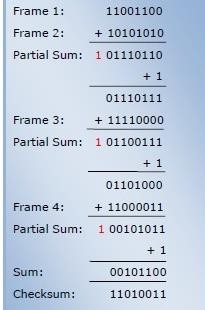 Frame 1: 11001100
Frame 2: + 10101010
Partial Sum: 1 01110110
+ 1
01110111
Frame 3: + 11110000
Partial Sum: 1 01100111
+ 1
01101000
Frame 4: + 11000011
Partial Sum: 1 00101011
+ 1
Sum: 00101100
Checksum: 11010011